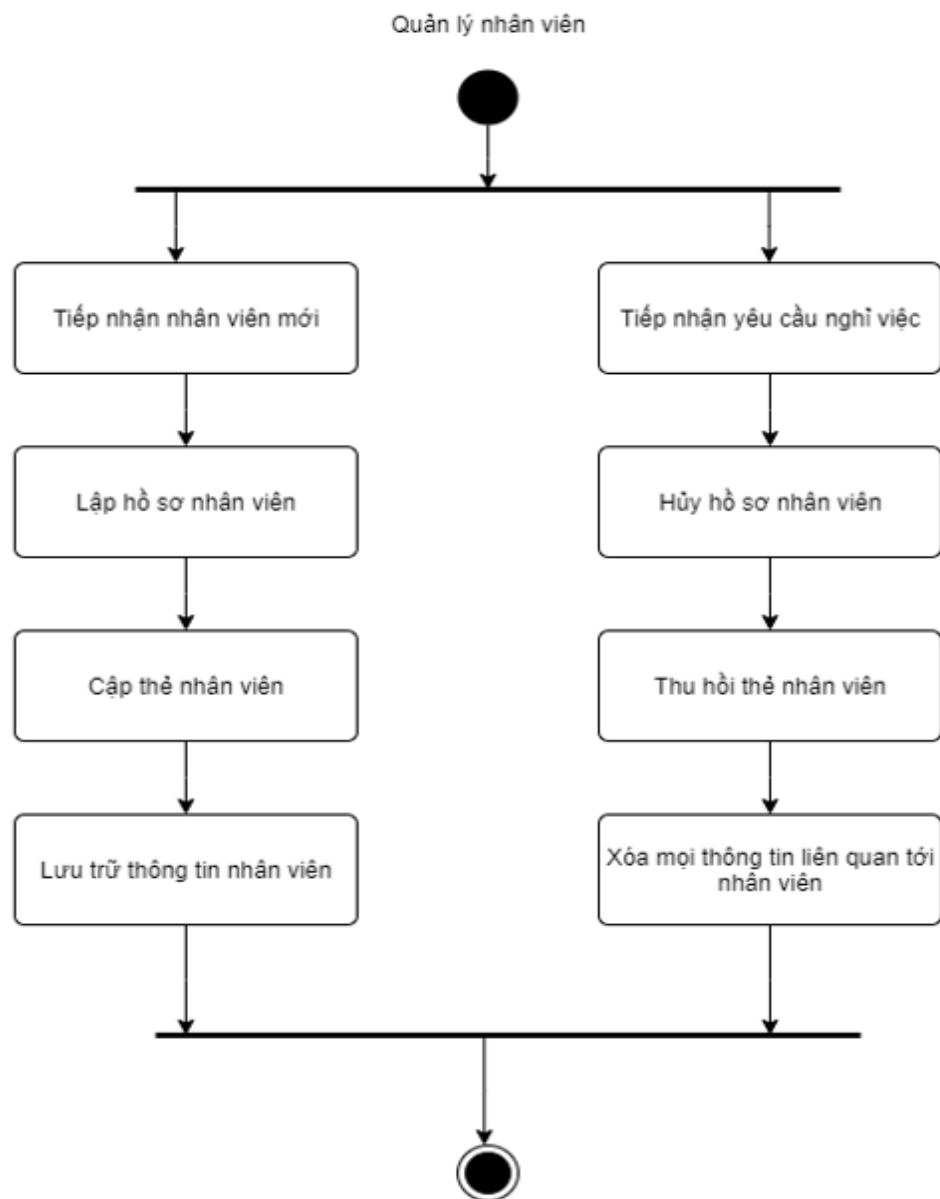 Quản lý nhân viên
Tiếp nhận nhân viên mới
Tiếp nhận yêu cầu nghỉ việc
Lập hồ sơ nhân viên
Hủy hồ sơ nhân viên
Cập thẻ nhân viên
Thu hồi thẻ nhân viên
Lưu trữ thông tin nhân viên
Xóa mọi thông tin liên quan tới
nhân viên